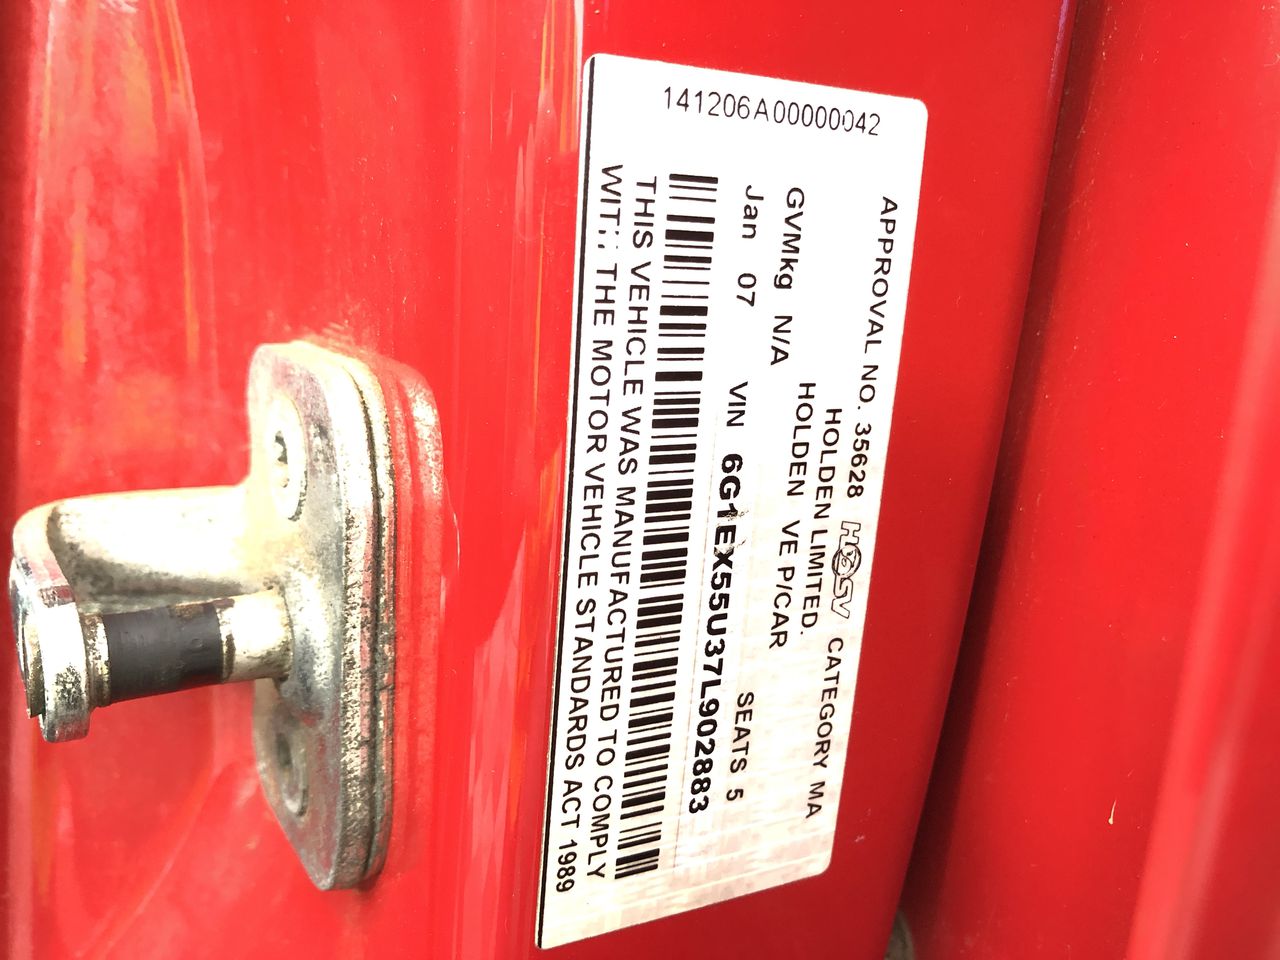 141206A00000042
APPROVAL NO. 35628 HSV CATEGORY MA
HOLDEN LIMITED.
HOLDEN VE P/CAR
GVMkg N/A
Jan 07 VIN 6G1EX55U37L902883 SEATS 5
THIS VEHICLE WAS MANUFACTURED TO COMPLY
WITH THE MOTOR VEHICLE STANDARDS ACT 1989